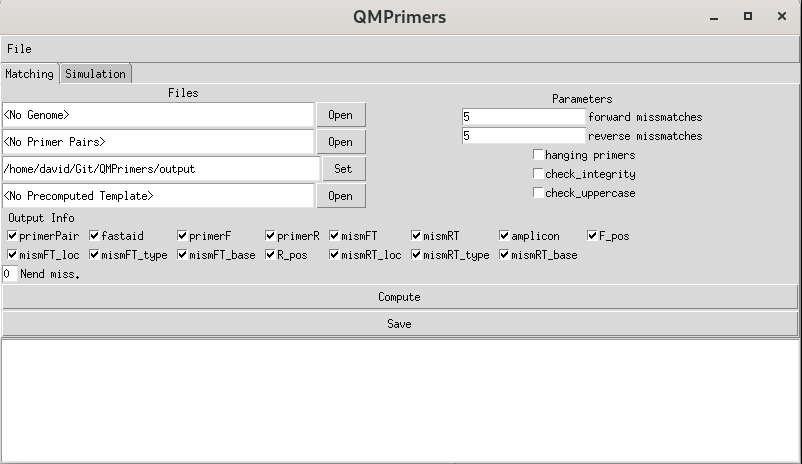 QMPrimers
File
Matching Simulation
Files
<No Genome> Open
<No Primer Pairs> Open
/home/david/Git/QMPrimers/output Set
<No Precomputed Template> Open
Parameters
5 forward missmatches
5 reverse missmatches
hanging primers
check_integrity
check_uppercase
Output Info
primerPair fastaid primerF primerR mismFT mismRT amplicon F_pos
mismFT_loc mismFT_type mismFT_base R_pos mismRT_loc mismRT_type mismRT_base
0 Nend miss.
Compute
Save